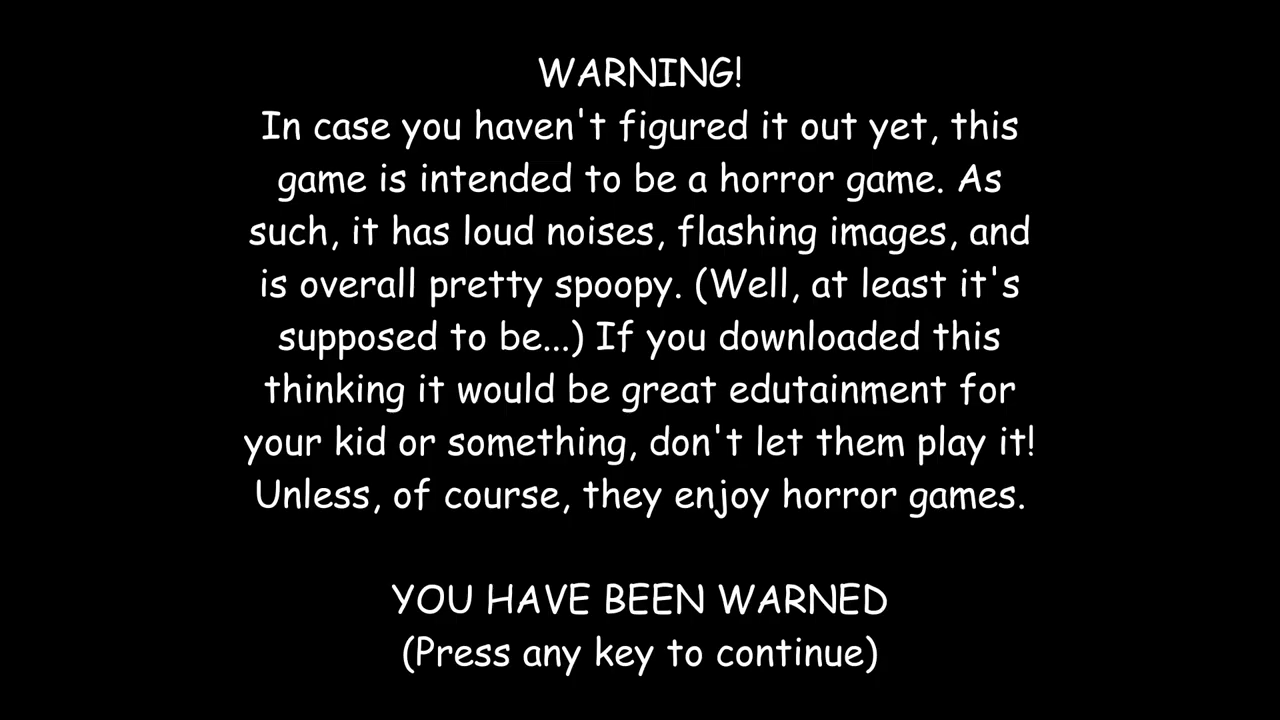 WARNING!
In case you haven't figured it out yet, this
game is intended to be a horror game. As
such, it has loud noises, flashing images, and
is overall pretty spoopy. (Well, at least it's
supposed to be...) If you downloaded this
thinking it would be great edutainment for
your kid or something, don't let them play it!
Unless, of course, they enjoy horror games.
YOU HAVE BEEN WARNED
(Press any key to continue)